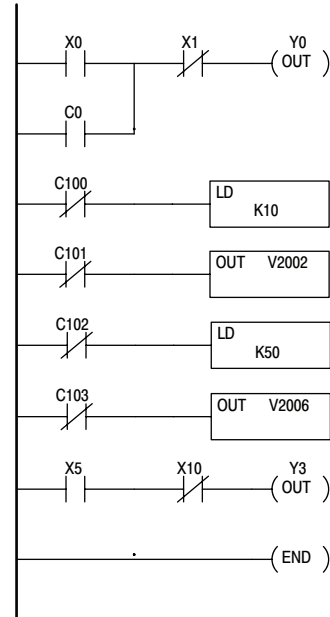 X0 X1 Y0
OUT
C0
C100
LD
K10
C101
OUT V2002
C102
LD
K50
C103
OUT V2006
X5 X10 Y3
OUT
END